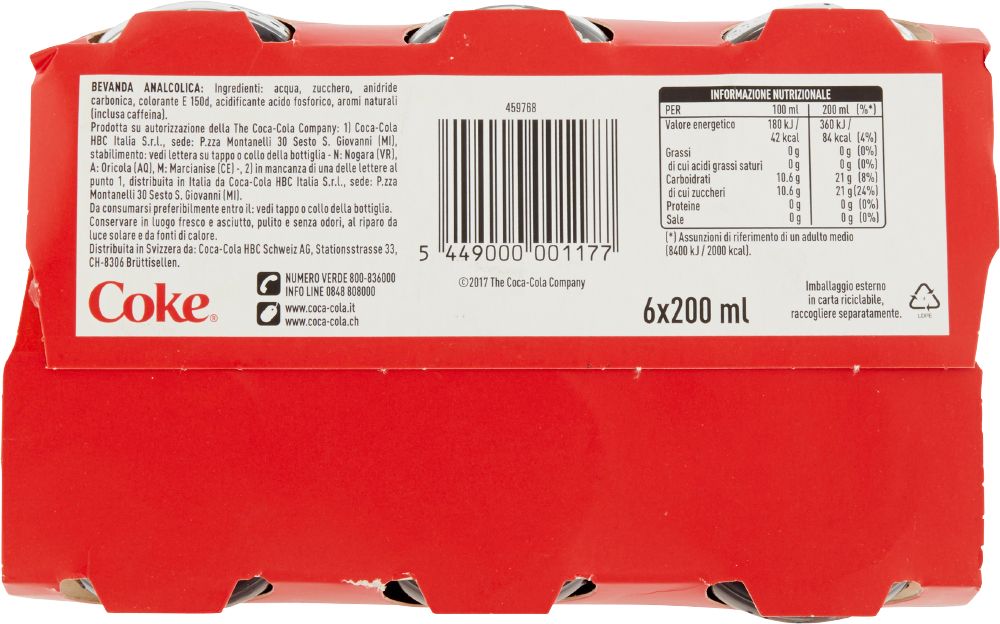 BEVANDA ANALCOLICA: Ingredienti: acqua, zucchero, anidride
carbonica, colorante E 150d, acidificante acido fosforico, aromi naturali
(inclusa caffeina).
Prodotta su autorizzazione della The Coca-Cola Company: 1) Coca-Cola
HBC Italia S.r.l., sede: P.zza Montanelli 30 Sesto S. Giovanni (MI),
stabilimento: vedi lettera su tappo o collo della bottiglia - N: Nogara (VR),
A: Oricola (AQ), M: Marcianise (CE) -, 2) in mancanza di una delle lettere al
punto 1, distribuita in Italia da Coca-Cola HBC Italia S.r.l., sede: P.zza
Montanelli 30 Sesto S. Giovanni (MI).
Da consumarsi preferibilmente entro il: vedi tappo o collo della bottiglia.
Conservare in luogo fresco e asciutto, pulito e senza odori, al riparo da
luce solare e da fonti di calore.
Distribuita in Svizzera da: Coca-Cola HBC Schweiz AG, Stationsstrasse 33,
CH-8306 Brüttisellen.
Coke®
NUMERO VERDE 800-836000
INFO LINE 0848 808000
www.coca-cola.it
www.coca-cola.ch
459768
5 449000 001177
©2017 The Coca-Cola Company
INFORMAZIONE NUTRIZIONALE
PER 100 ml 200 ml (%*)
Valore energetico 180 kJ / 360 kJ /
42 kcal 84 kcal (4%)
Grassi 0 g 0 g (0%)
di cui acidi grassi saturi 0 g 0 g (0%)
Carboidrati 10.6 g 21 g (8%)
di cui zuccheri 10.6 g 21 g (24%)
Proteine 0 g 0 g (0%)
Sale 0 g 0 g (0%)
(*) Assunzioni di riferimento di un adulto medio
(8400 kJ / 2000 kcal).
6x200 ml
Imballaggio esterno
in carta riciclabile,
raccogliere separatamente.
LDPE